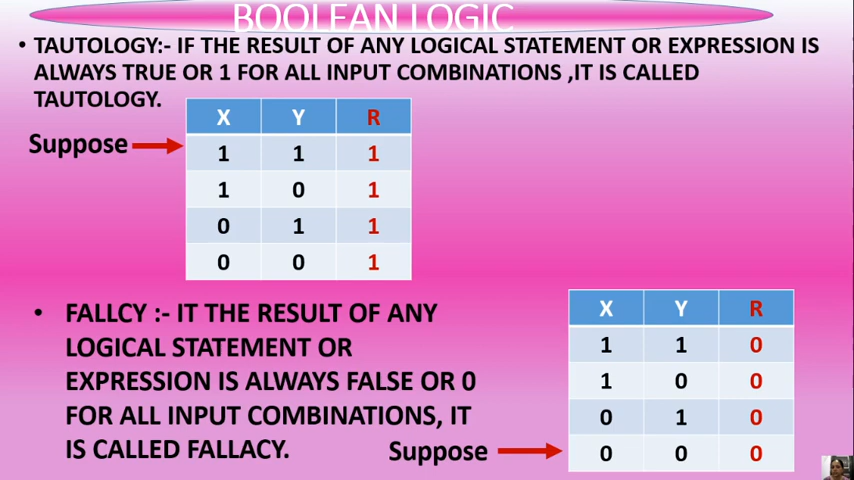 BOOLEAN LOGIC
• TAUTOLOGY:- IF THE RESULT OF ANY LOGICAL STATEMENT OR EXPRESSION IS
ALWAYS TRUE OR 1 FOR ALL INPUT COMBINATIONS ,IT IS CALLED
TAUTOLOGY.
Suppose
X Y R
1 1 1
1 0 1
0 1 1
0 0 1
• FALLCY :- IT THE RESULT OF ANY
LOGICAL STATEMENT OR
EXPRESSION IS ALWAYS FALSE OR 0
FOR ALL INPUT COMBINATIONS, IT
IS CALLED FALLACY.
Suppose
X Y R
1 1 0
1 0 0
0 1 0
0 0 0